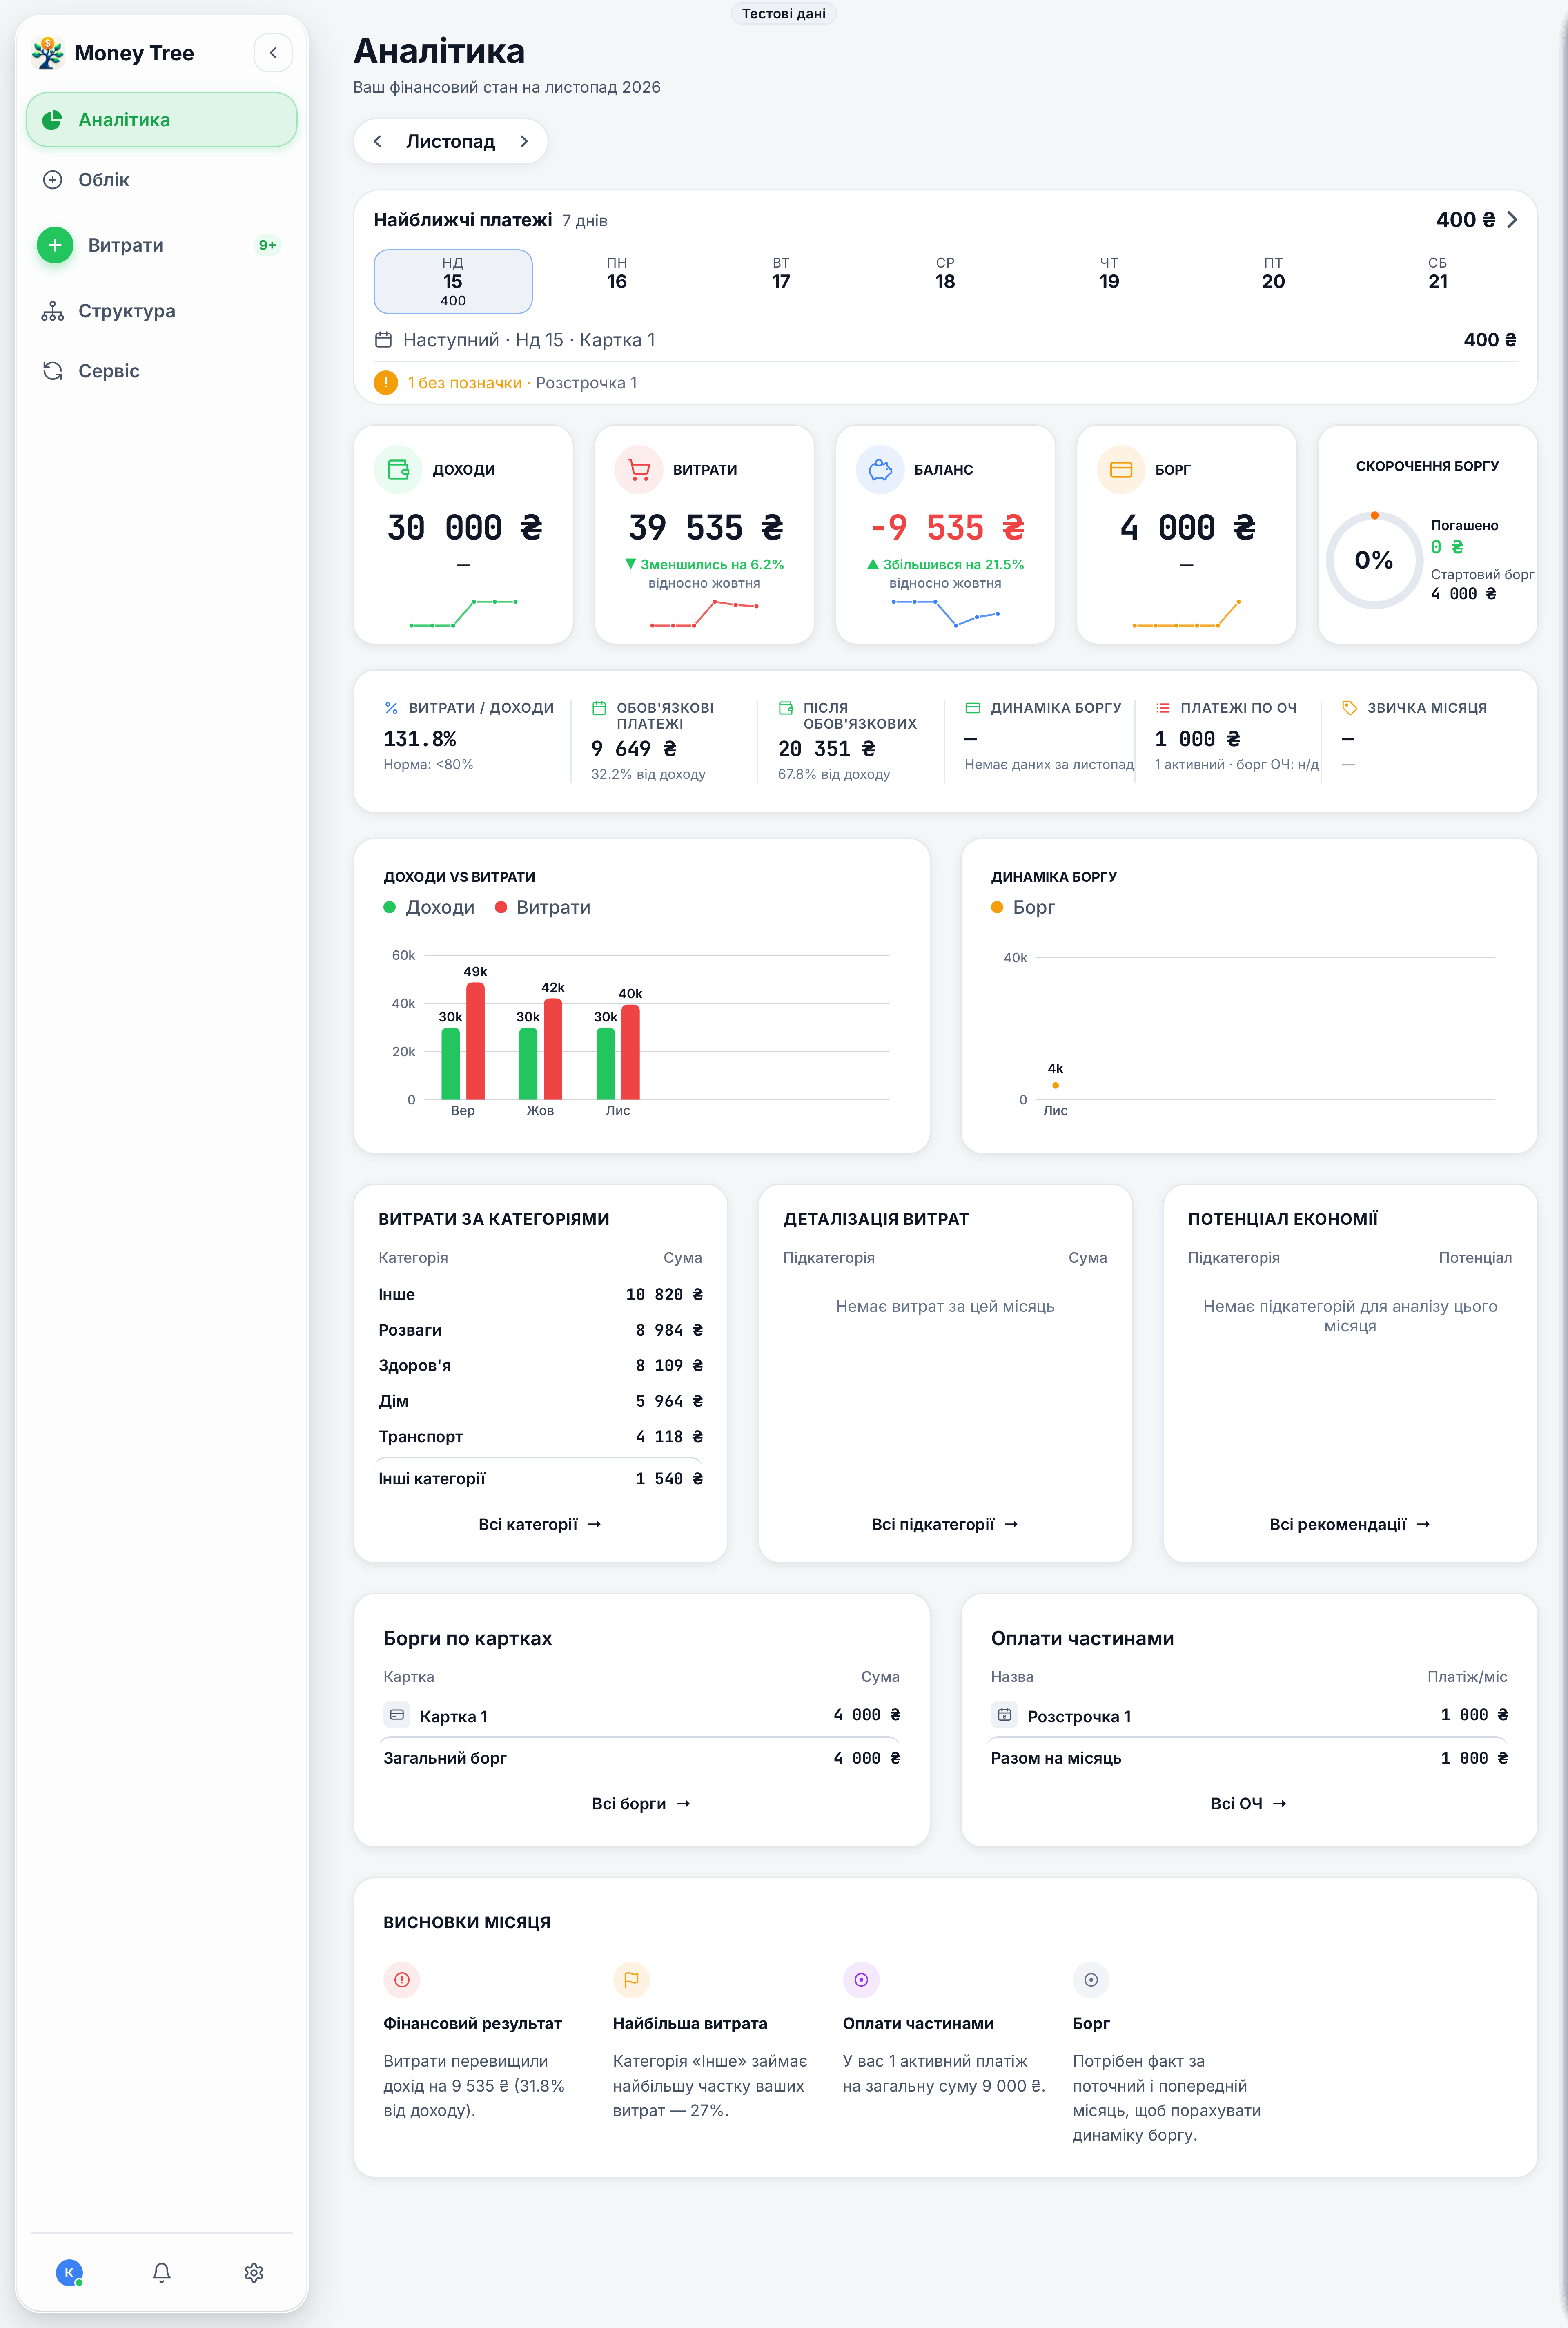 Тестові дані
Money Tree
Аналітика
Облік
Витрати 9+
Структура
Сервіс
K
Аналітика
Ваш фінансовий стан на листопад 2026
Листопад
Найближчі платежі 7 днів 400 ₴
НД ПН ВТ СР ЧТ ПТ СБ
15 16 17 18 19 20 21
400
Наступний · Нд 15 · Картка 1 400 ₴
! 1 без позначки · Розстрочка 1
ДОХОДИ
30 000 ₴
—
ВИТРАТИ
39 535 ₴
▼ Зменшились на 6.2%
відносно жовтня
БАЛАНС
-9 535 ₴
▲ Збільшився на 21.5%
відносно жовтня
БОРГ
4 000 ₴
—
СКОРОЧЕННЯ БОРГУ
0%
Погашено
0 ₴
Стартовий борг
4 000 ₴
ВИТРАТИ / ДОХОДИ
131.8%
Норма: <80%
ОБОВ'ЯЗКОВІ
ПЛАТЕЖІ
9 649 ₴
32.2% від доходу
ПІСЛЯ
ОБОВ'ЯЗКОВИХ
20 351 ₴
67.8% від доходу
ДИНАМІКА БОРГУ
—
Немає даних за листопад
ПЛАТЕЖІ ПО ОЧ
1 000 ₴
1 активний · борг ОЧ: н/д
ЗВИЧКА МІСЯЦЯ
—
—
ДОХОДИ VS ВИТРАТИ
Доходи Витрати
60k
49k
42k
40k 40k
30k 30k 30k
20k
0
Вер Жов Лис
ДИНАМІКА БОРГУ
Борг
40k
4k
0
Лис
ВИТРАТИ ЗА КАТЕГОРІЯМИ
Категорія Сума
Інше 10 820 ₴
Розваги 8 984 ₴
Здоров'я 8 109 ₴
Дім 5 964 ₴
Транспорт 4 118 ₴
Інші категорії 1 540 ₴
Всі категорії →
ДЕТАЛІЗАЦІЯ ВИТРАТ
Підкатегорія Сума
Немає витрат за цей місяць
Всі підкатегорії →
ПОТЕНЦІАЛ ЕКОНОМІЇ
Підкатегорія Потенціал
Немає підкатегорій для аналізу цього
місяця
Всі рекомендації →
Борги по картках
Картка Сума
Картка 1 4 000 ₴
Загальний борг 4 000 ₴
Всі борги →
Оплати частинами
Назва Платіж/міс
Розстрочка 1 1 000 ₴
Разом на місяць 1 000 ₴
Всі ОЧ →
ВИСНОВКИ МІСЯЦЯ
Фінансовий результат
Витрати перевищили
дохід на 9 535 ₴ (31.8%
від доходу).
Найбільша витрата
Категорія «Інше» займає
найбільшу частку ваших
витрат — 27%.
Оплати частинами
У вас 1 активний платіж
на загальну суму 9 000 ₴.
Борг
Потрібен факт за
поточний і попередній
місяць, щоб порахувати
динаміку боргу.